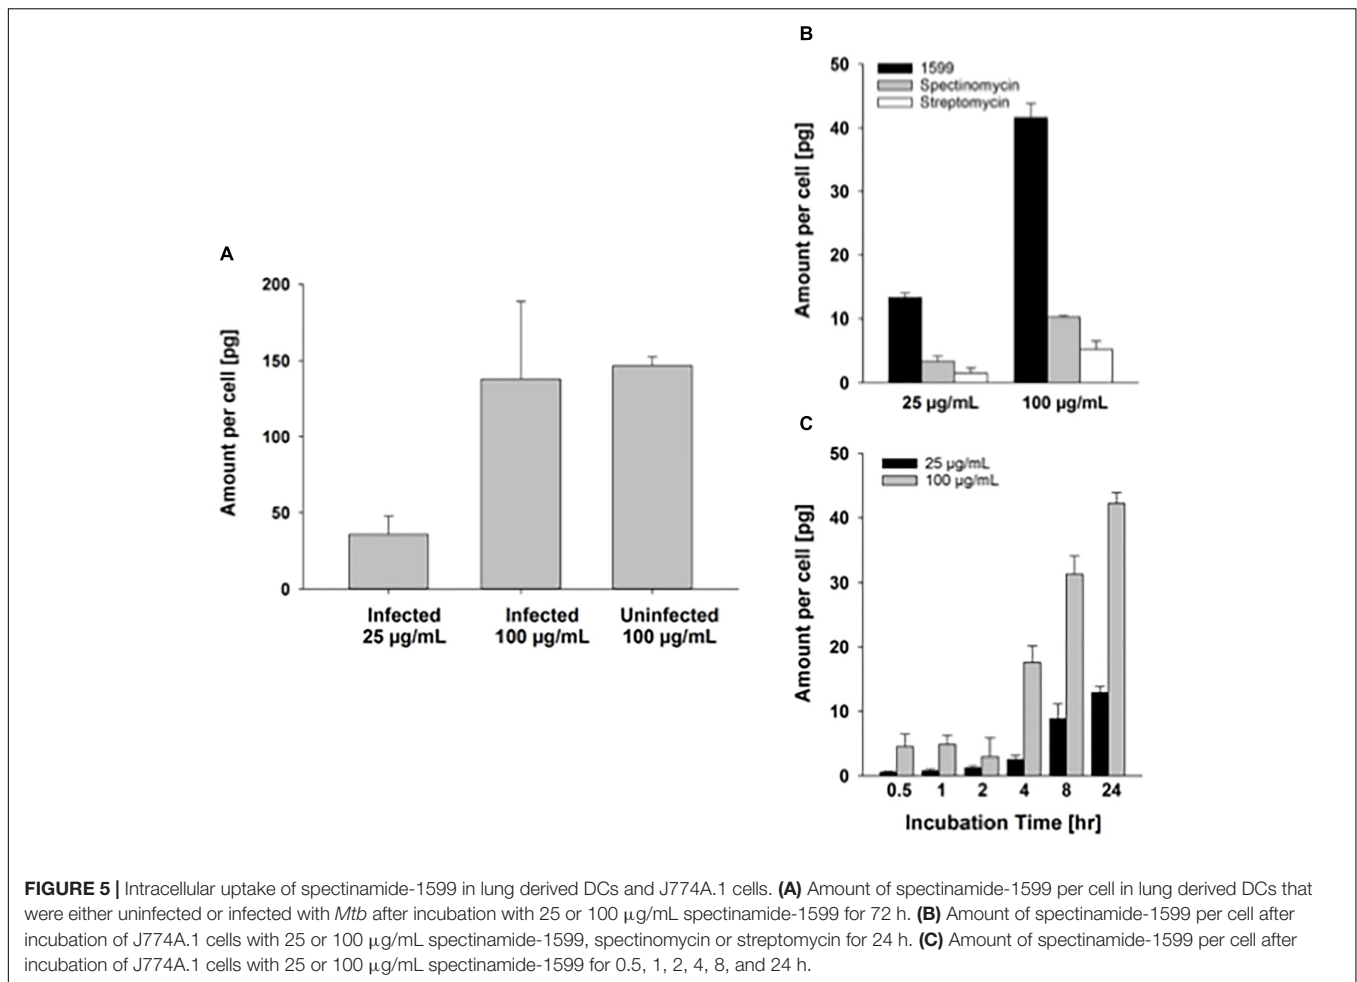 A
200
150
100
50
0
Amount per cell [pg]
Infected
25 µg/mL
Infected
100 µg/mL
Uninfected
100 µg/mL
B
50
40
30
20
10
0
Amount per cell [pg]
1599
Spectinomycin
Streptomycin
25 µg/mL
100 µg/mL
C
50
40
30
20
10
0
Amount per cell [pg]
25 µg/mL
100 µg/mL
0.5 1 2 4 8 24
Incubation Time [hr]
FIGURE 5 | Intracellular uptake of spectinamide-1599 in lung derived DCs and J774A.1 cells. (A) Amount of spectinamide-1599 per cell in lung derived DCs that
were either uninfected or infected with Mtb after incubation with 25 or 100 µg/mL spectinamide-1599 for 72 h. (B) Amount of spectinamide-1599 per cell after
incubation of J774A.1 cells with 25 or 100 µg/mL spectinamide-1599, spectinomycin or streptomycin for 24 h. (C) Amount of spectinamide-1599 per cell after
incubation of J774A.1 cells with 25 or 100 µg/mL spectinamide-1599 for 0.5, 1, 2, 4, 8, and 24 h.